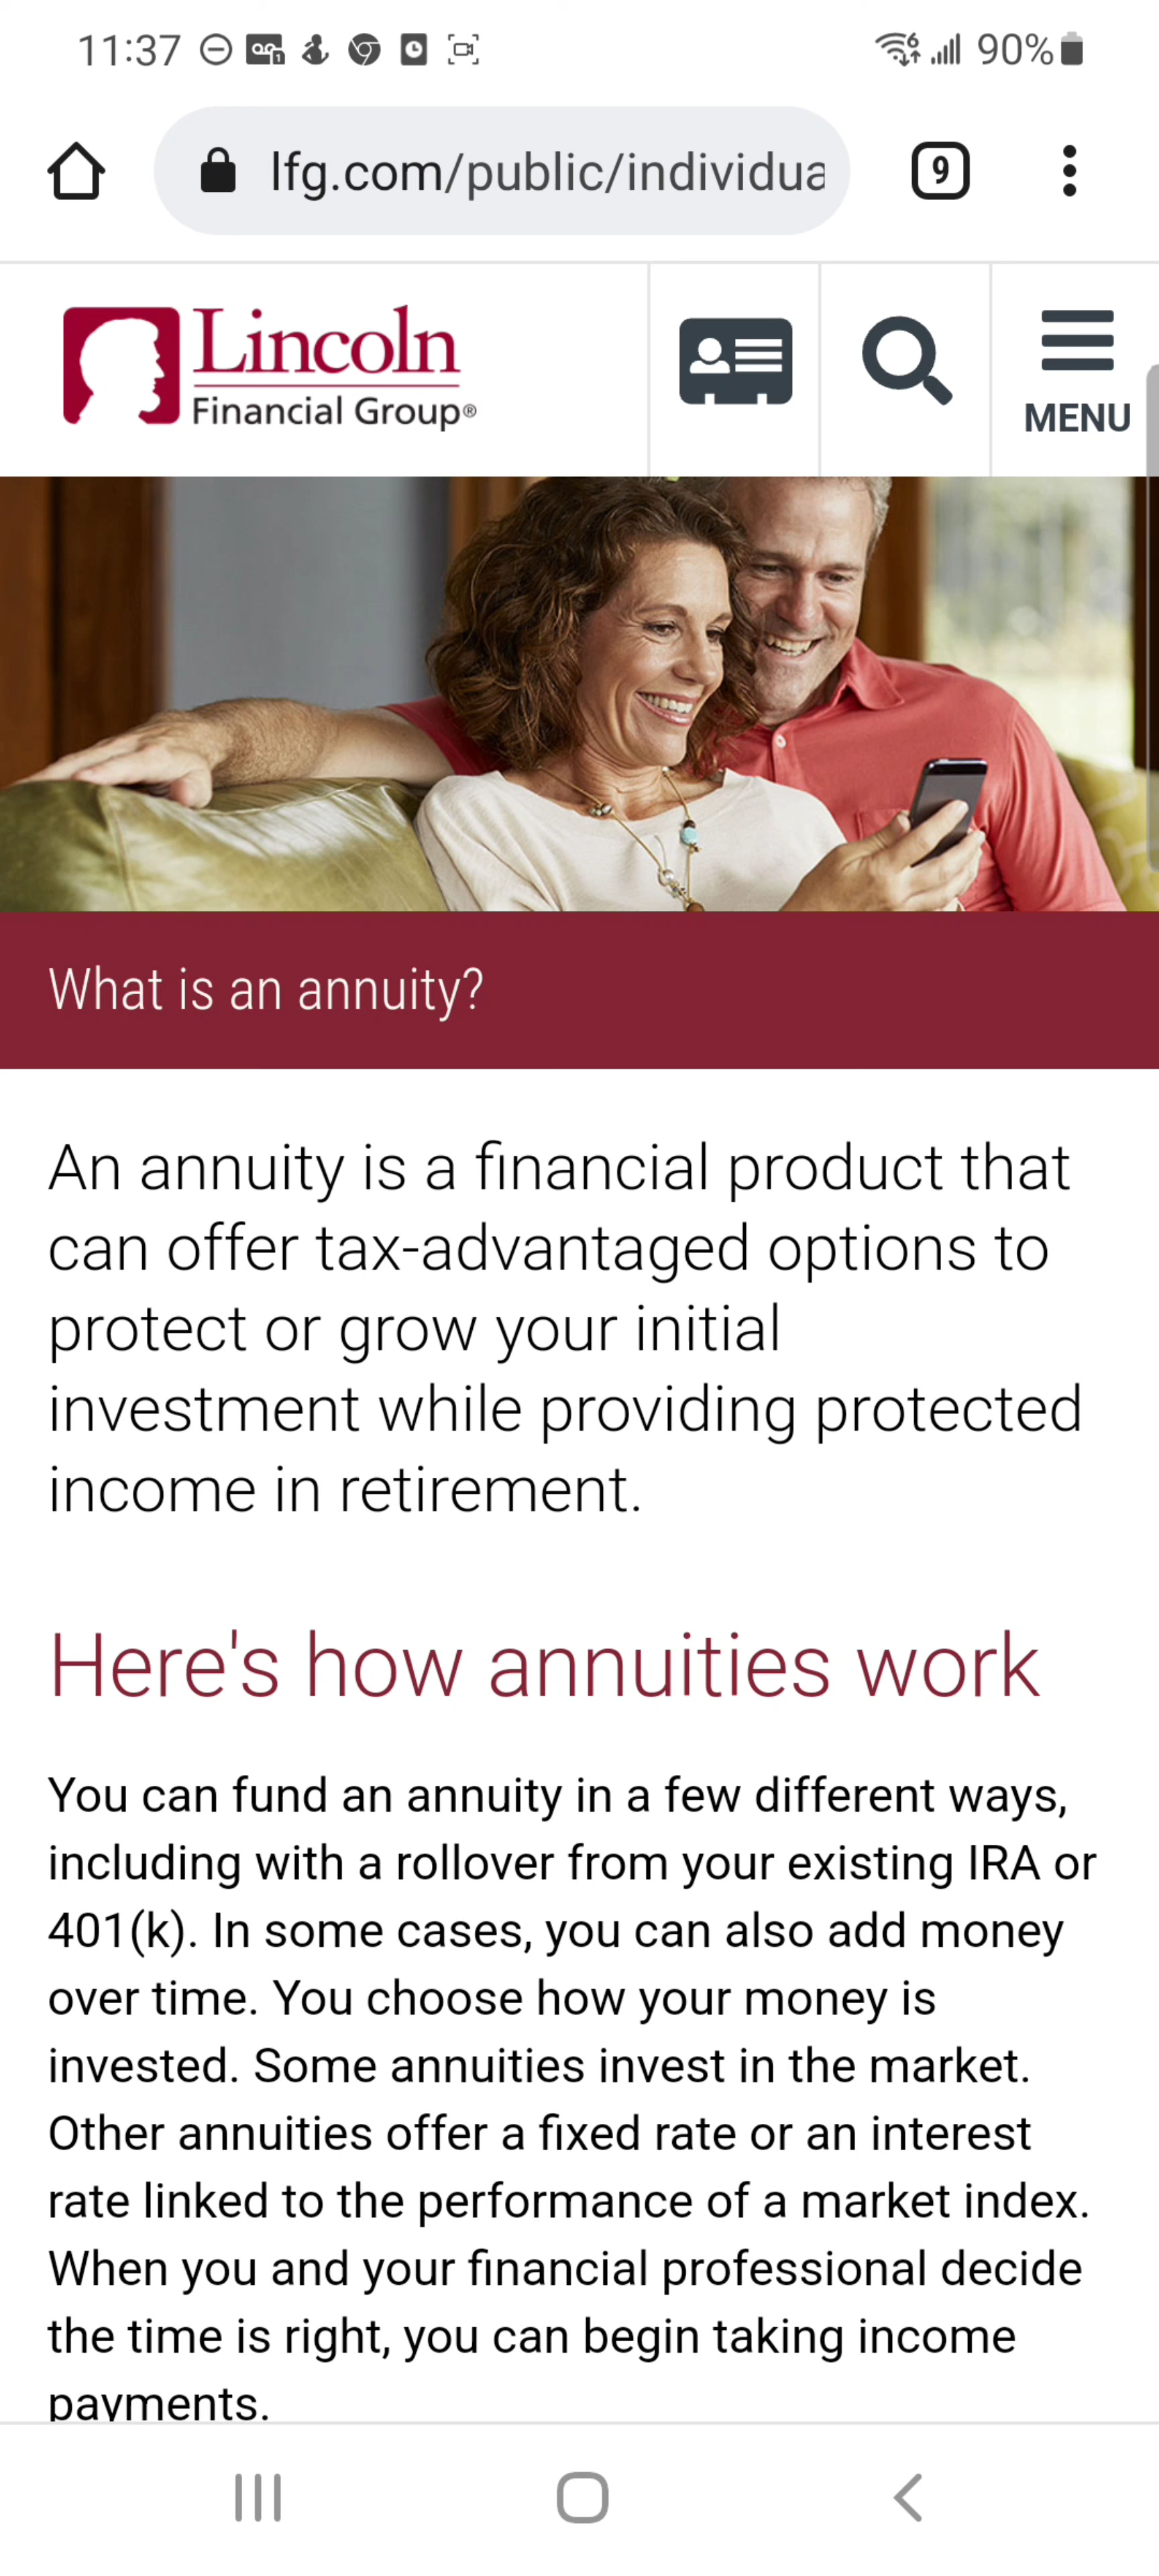 11:37
6
90%
lfg.com/public/individua
9
Lincoln
Financial Group®
MENU
What is an annuity?
An annuity is a financial product that
can offer tax-advantaged options to
protect or grow your initial
investment while providing protected
income in retirement.
Here's how annuities work
You can fund an annuity in a few different ways,
including with a rollover from your existing IRA or
401(k). In some cases, you can also add money
over time. You choose how your money is
invested. Some annuities invest in the market.
Other annuities offer a fixed rate or an interest
rate linked to the performance of a market index.
When you and your financial professional decide
the time is right, you can begin taking income
payments.